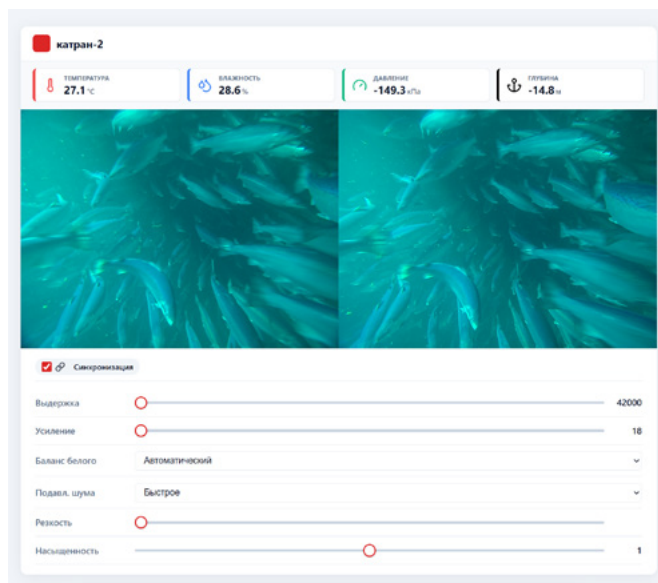 катран-2
ТЕМПЕРАТУРА
27.1 °C
ВЛАЖНОСТЬ
28.6 %
ДАВЛЕНИЕ
-149.3 кПа
ГЛУБИНА
-14.8 м
Синхронизация
Выдержка 42000
Усиление 18
Баланс белого Автоматический
Подавл. шума Быстрое
Резкость
Насыщенность 1